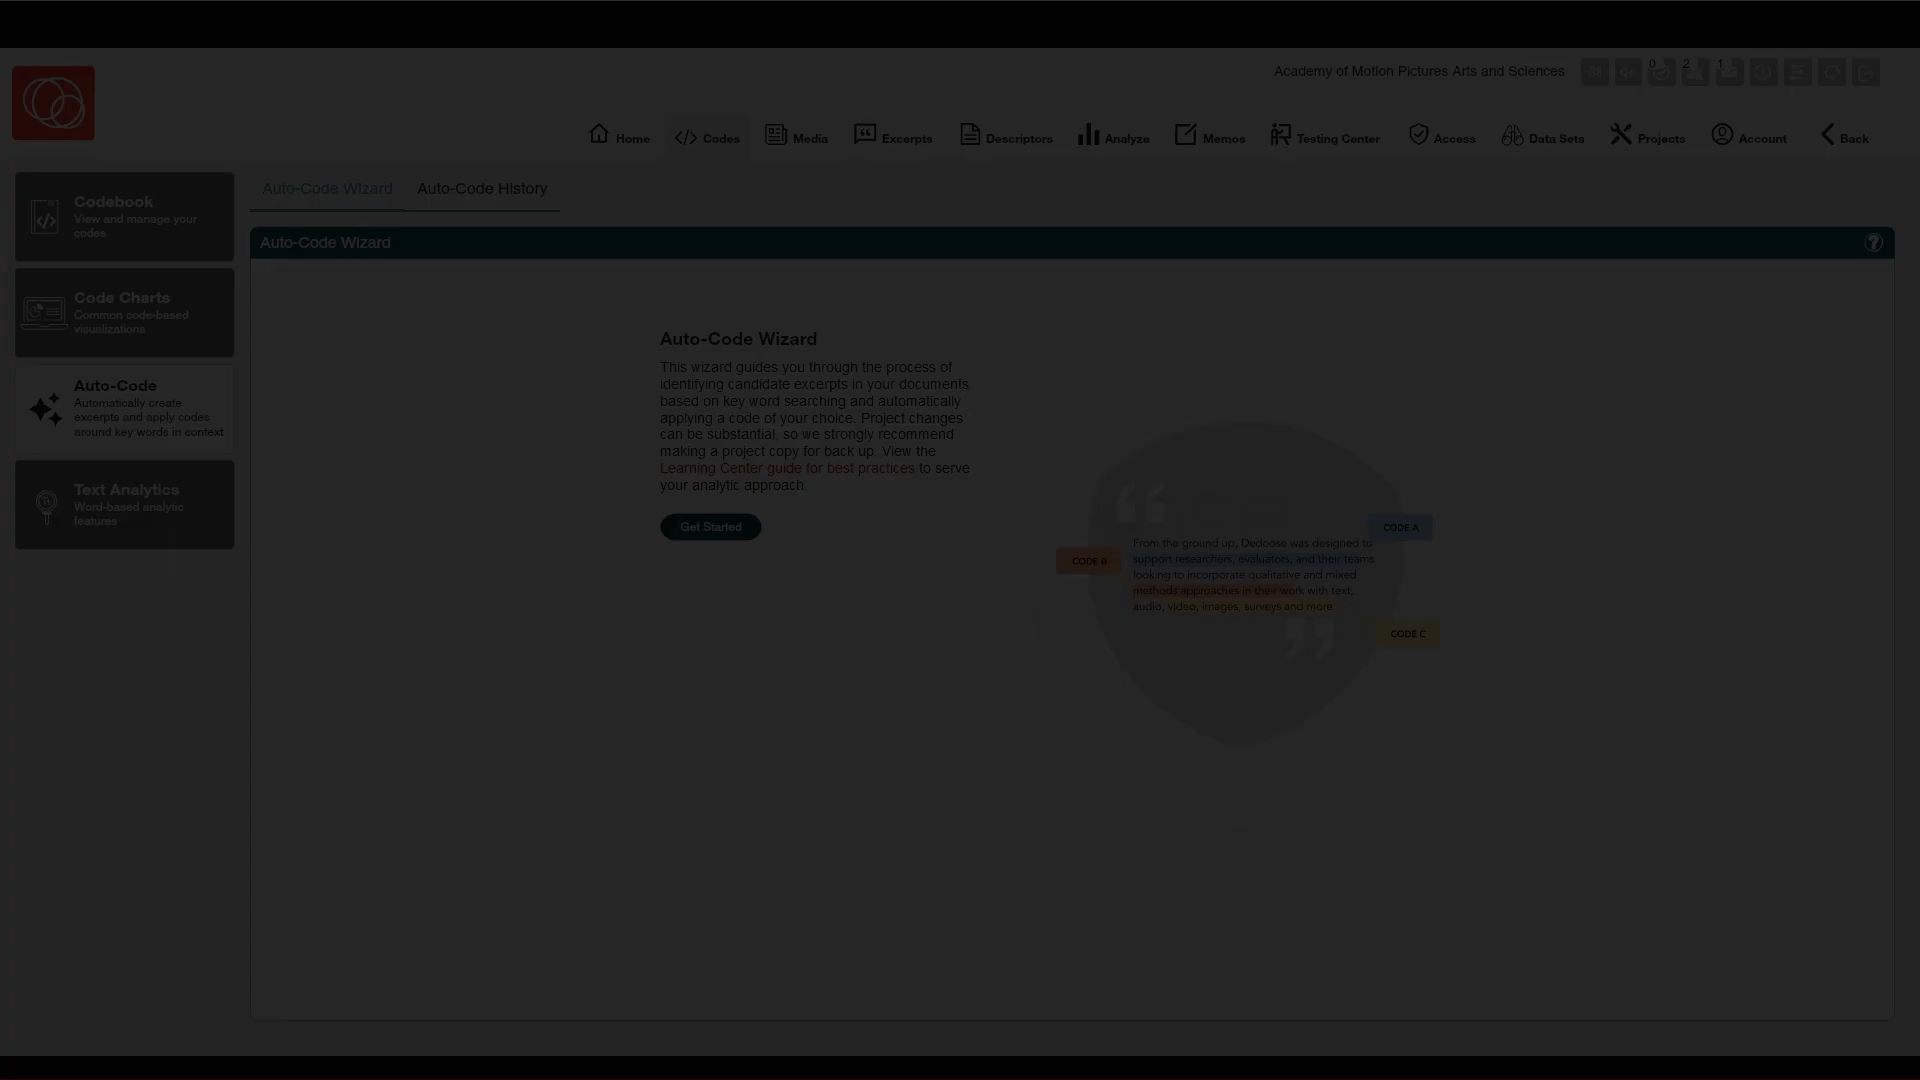 Academy of Motion Pictures Arts and Sciences
0
2
1
Home
Codes
Media
Excerpts
Descriptors
Analyze
Memos
Testing Center
Access
Data Sets
Projects
Account
Back
Codebook
View and manage your
codes
Code Charts
Common code-based
visualizations
Auto-Code
Automatically create
excerpts and apply codes
around key words in context
Text Analytics
Word-based analytic
features
Auto-Code Wizard
Auto-Code History
Auto-Code Wizard
?
Auto-Code Wizard
This wizard guides you through the process of
identifying candidate excerpts in your documents
based on key word searching and automatically
applying a code of your choice. Project changes
can be substantial, so we strongly recommend
making a project copy for back up. View the
Learning Center guide for best practices to serve
your analytic approach.
Get Started
“
CODE A
CODE B
From the ground up, Dedoose was designed to
support researchers, evaluators, and their teams
looking to incorporate qualitative and mixed
methods approaches in their work with text,
audio, video, images, surveys and more.
CODE C
”